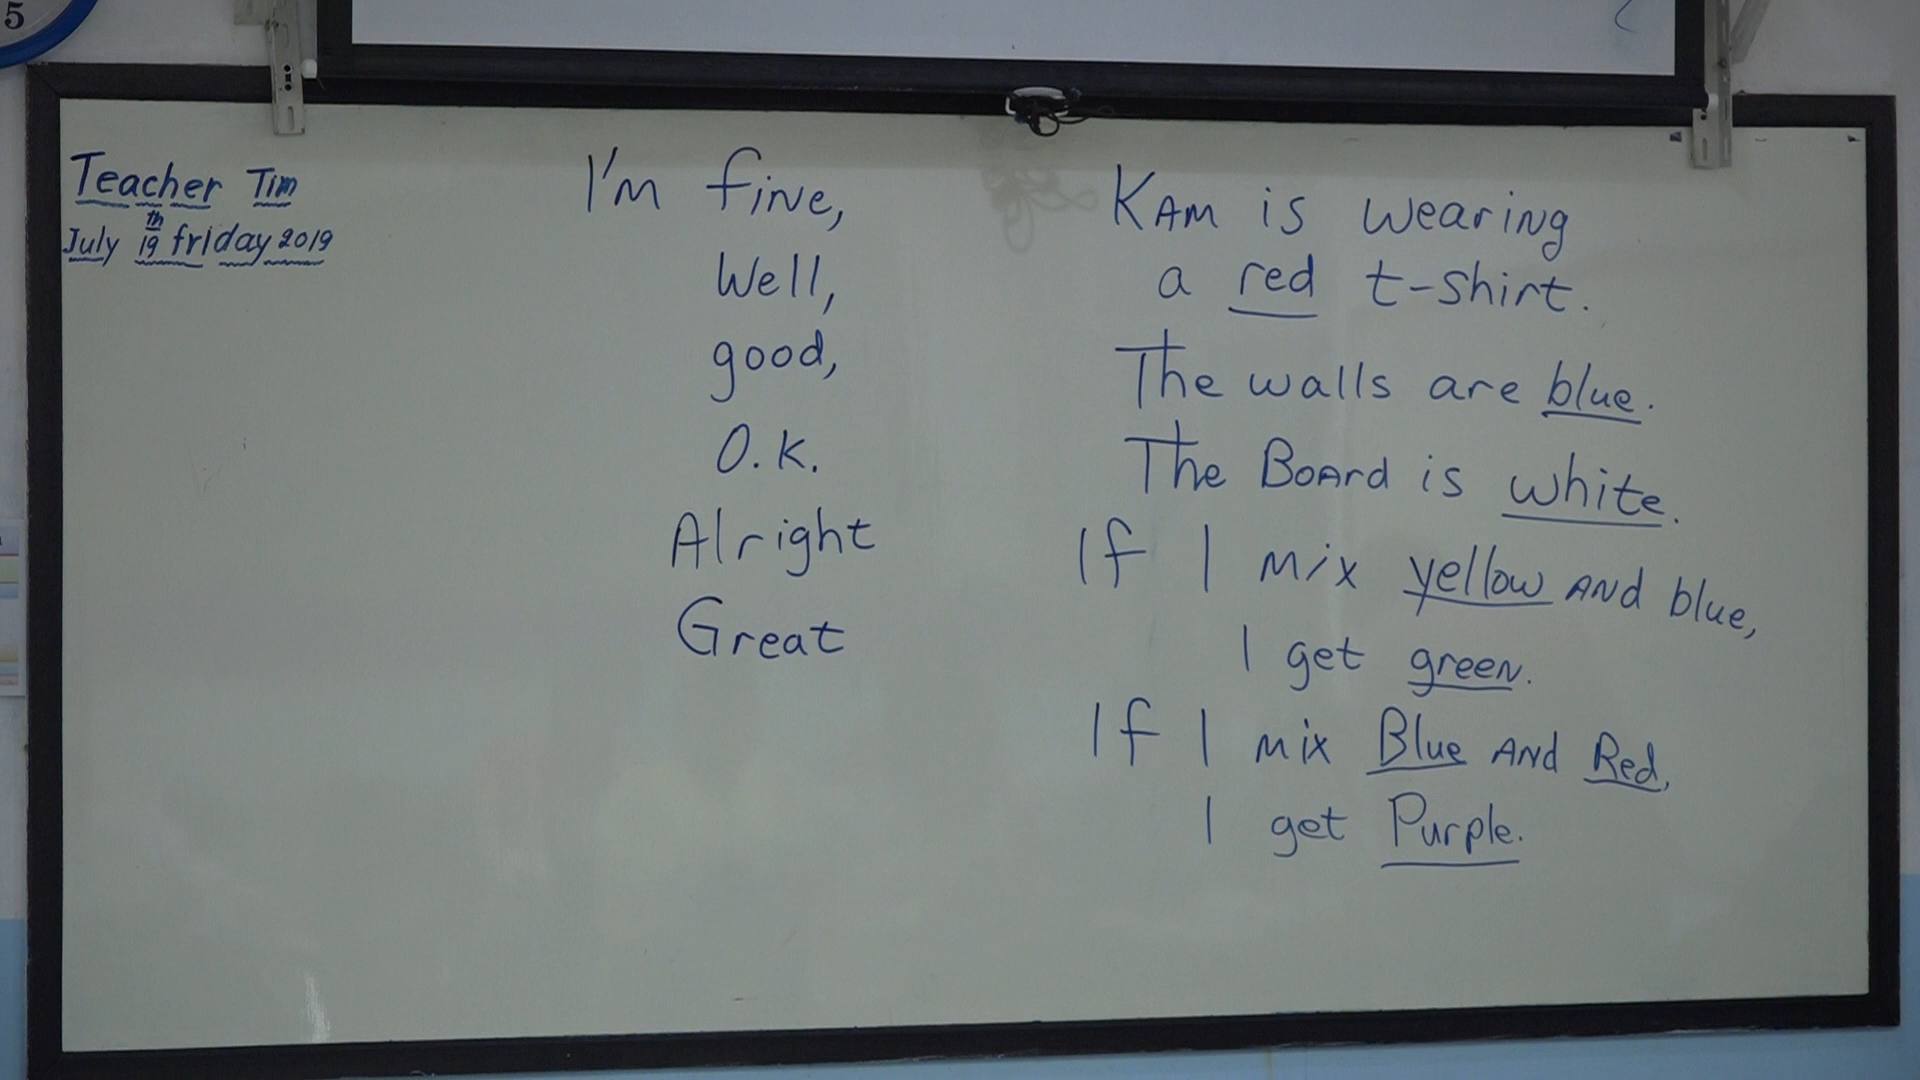 5
Teacher Tim
July 19th friday 2019
I'm fine,
Well,
good,
O.K.
Alright
Great
KAM is wearing
a red t-shirt.
The walls are blue.
The BoARd is white.
If I mix yellow AND blue,
I get green.
If I mix Blue AND Red,
I get Purple.